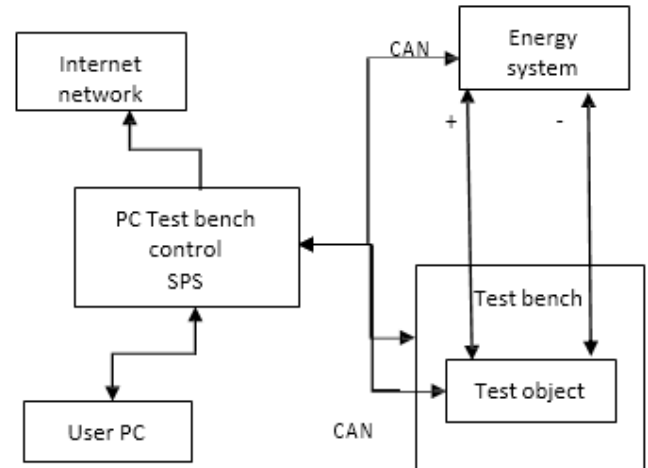 Internet
network
CAN
Energy
system
+
-
PC Test bench
control
SPS
Test bench
Test object
User PC
CAN